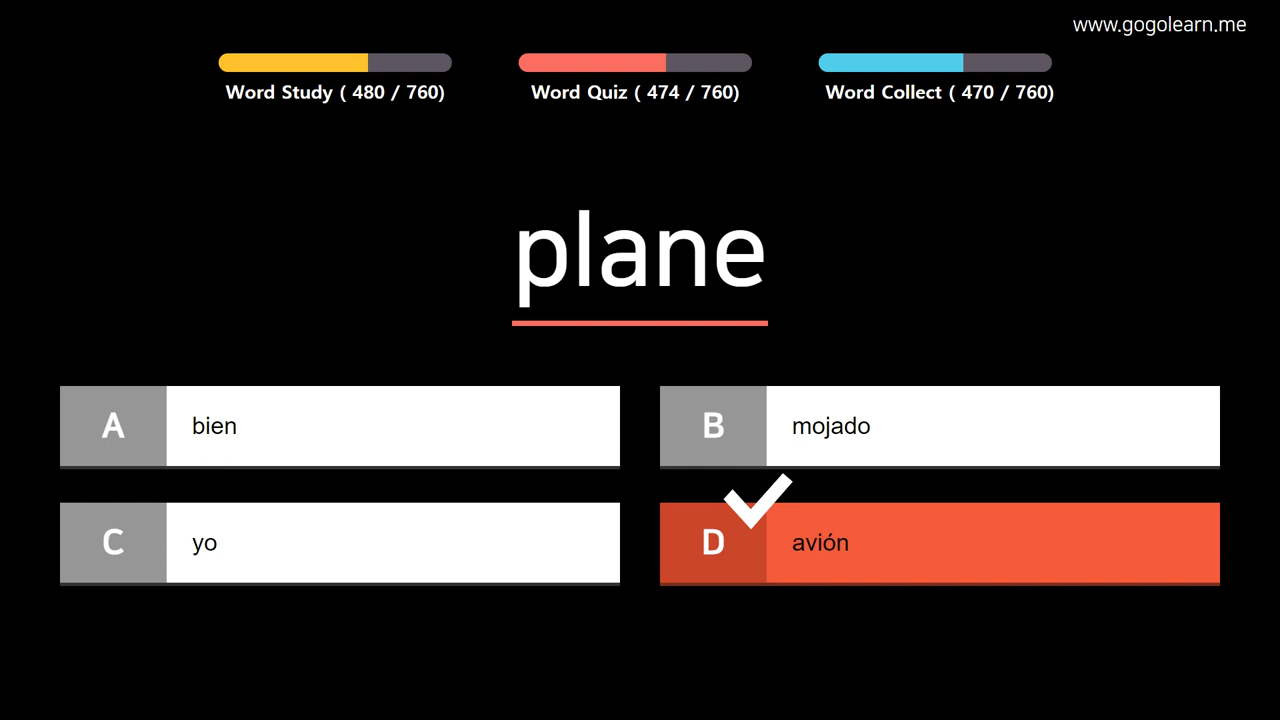 www.gogolearn.me
Word Study ( 480 / 760)
Word Quiz ( 474 / 760)
Word Collect ( 470 / 760)
plane
A bien
B mojado
C yo
D avión